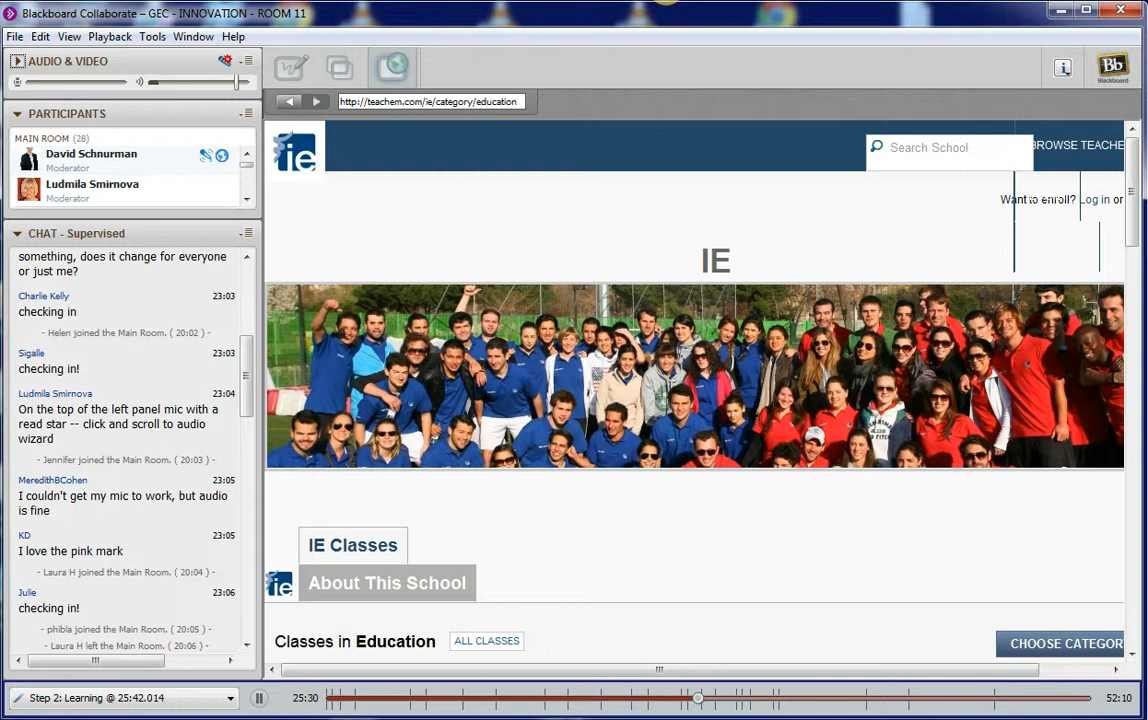 Blackboard Collaborate – GEC - INNOVATION - ROOM 11
File Edit View Playback Tools Window Help
AUDIO & VIDEO
PARTICIPANTS
MAIN ROOM (28)
David Schnurman
Moderator
Ludmila Smirnova
Moderator
CHAT - Supervised
something, does it change for everyone
or just me?
Charlie Kelly 23:03
checking in
- Helen joined the Main Room. ( 20:02 ) -
Sigalle 23:03
checking in!
Ludmila Smirnova 23:04
On the top of the left panel mic with a
read star -- click and scroll to audio
wizard
- Jennifer joined the Main Room. ( 20:03 ) -
MeredithBCohen 23:05
I couldn't get my mic to work, but audio
is fine
KD 23:05
I love the pink mark
- Laura H joined the Main Room. ( 20:04 ) -
Julie 23:06
checking in!
- phibla joined the Main Room. ( 20:05 ) -
- Laura H left the Main Room. ( 20:06 ) -
Step 2: Learning @ 25:42.014
25:30
52:10
i
Bb
Blackboard
http://teachem.com/ie/category/education
ie
Search School
BROWSE TEACHE
Want to enroll? Log in or
IE
IE Classes
ie
About This School
Classes in Education ALL CLASSES
CHOOSE CATEGOR